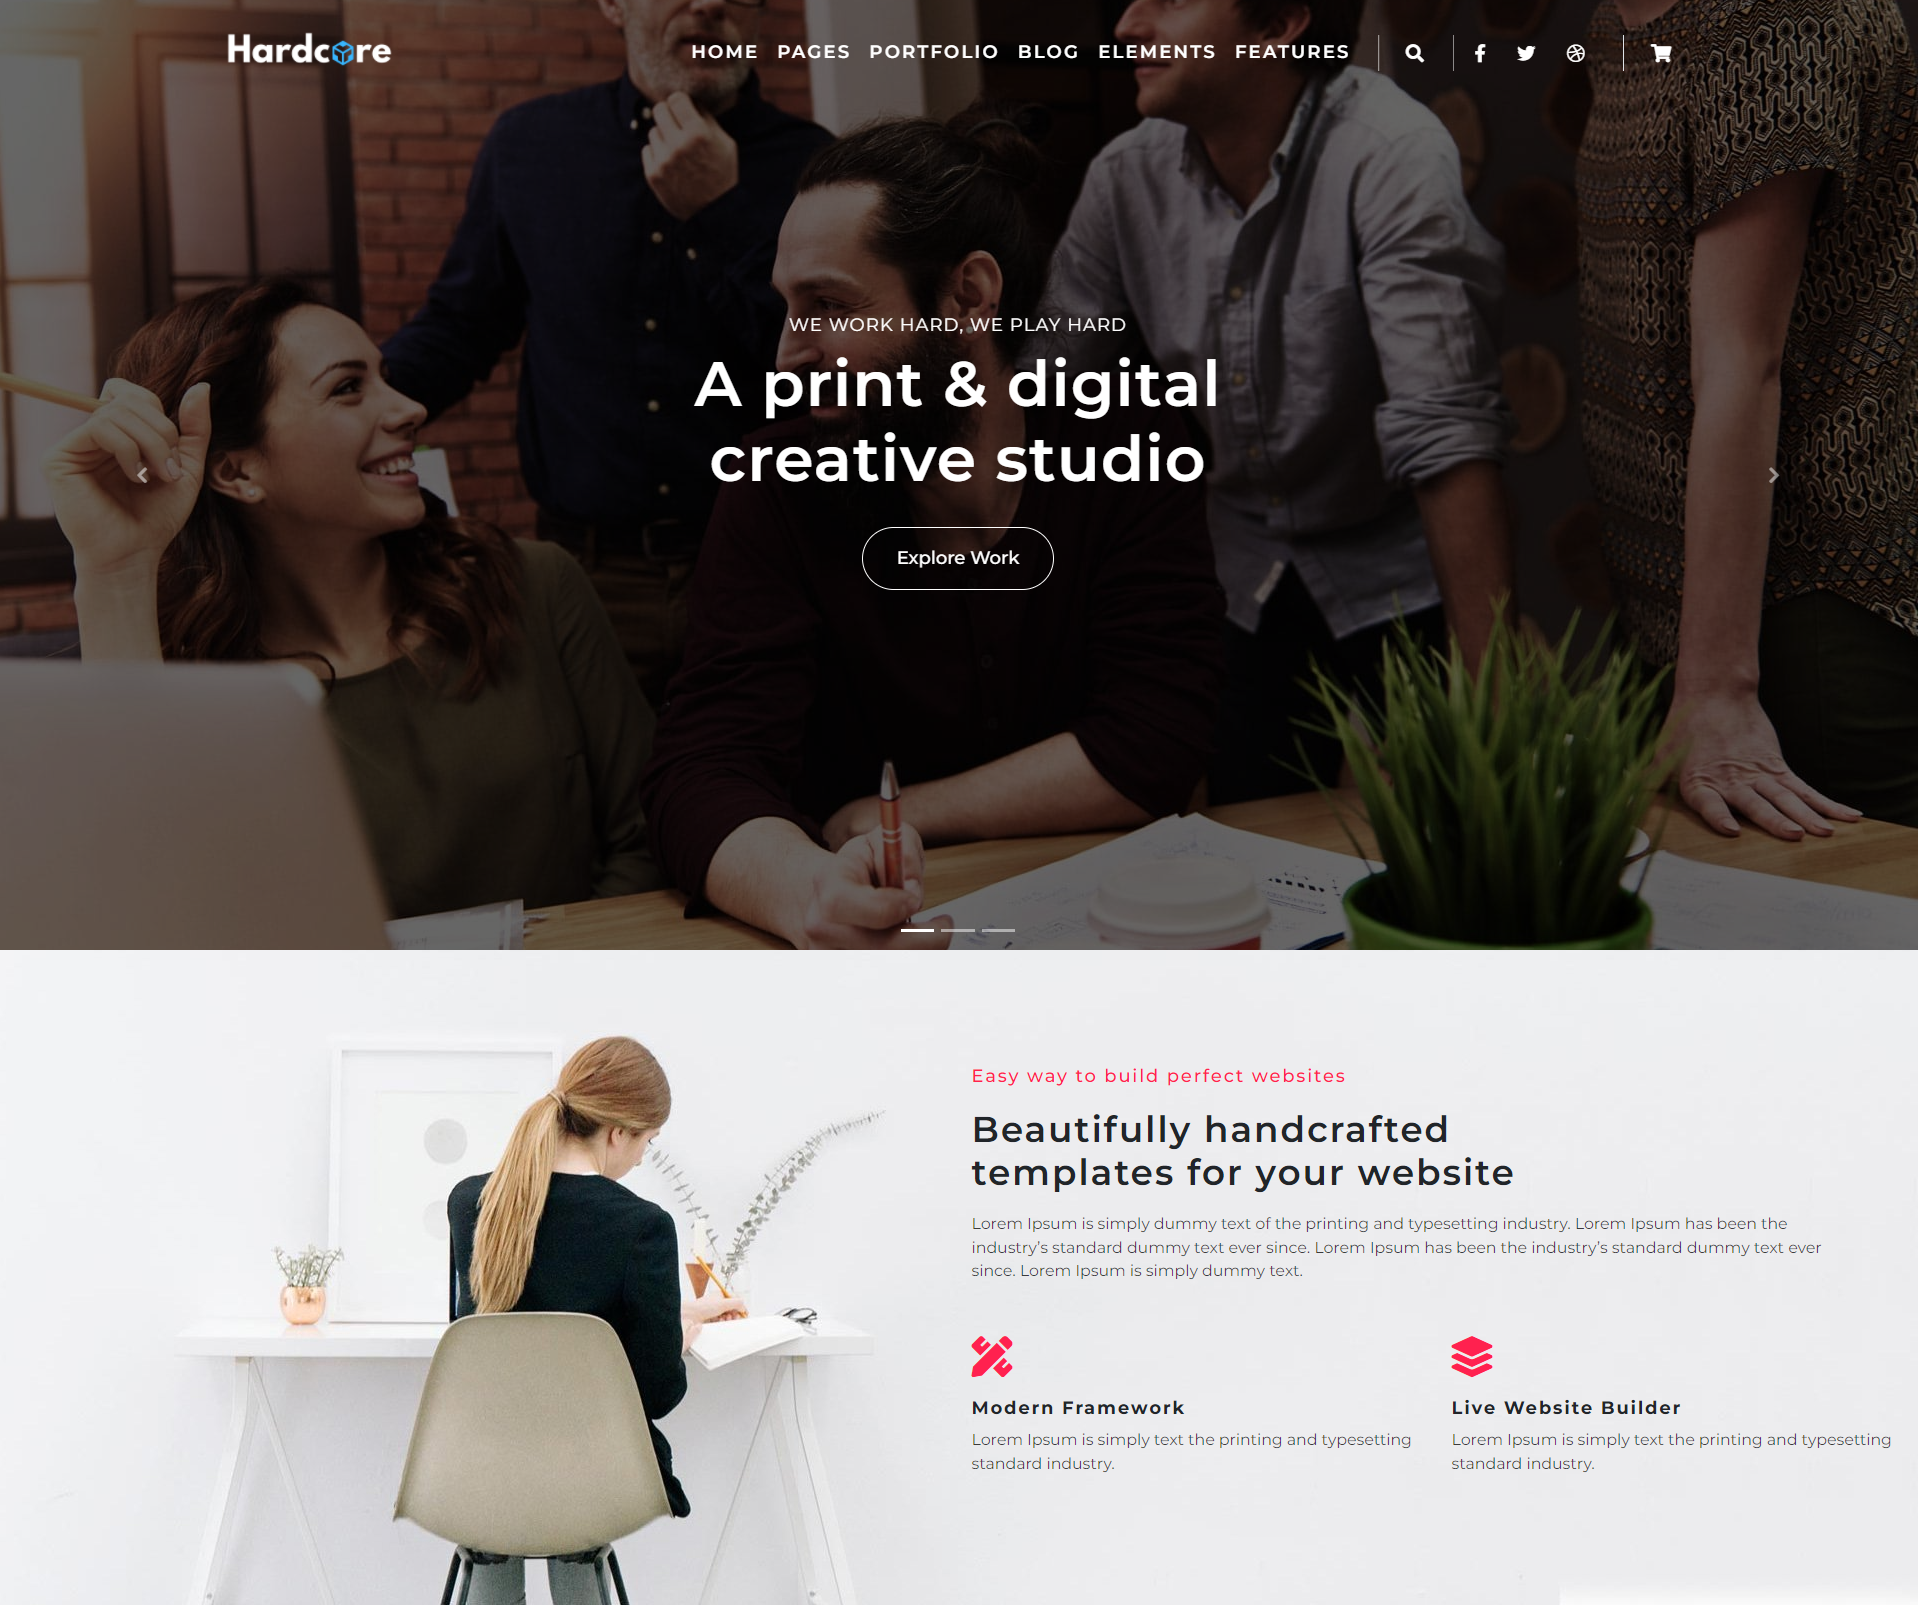 Hardcore
HOME PAGES PORTFOLIO BLOG ELEMENTS FEATURES
WE WORK HARD, WE PLAY HARD
A print & digital
creative studio
Explore Work
Easy way to build perfect websites
Beautifully handcrafted
templates for your website
Lorem Ipsum is simply dummy text of the printing and typesetting industry. Lorem Ipsum has been the
industry’s standard dummy text ever since. Lorem Ipsum has been the industry’s standard dummy text ever
since. Lorem Ipsum is simply dummy text.
Modern Framework
Lorem Ipsum is simply text the printing and typesetting
standard industry.
Live Website Builder
Lorem Ipsum is simply text the printing and typesetting
standard industry.